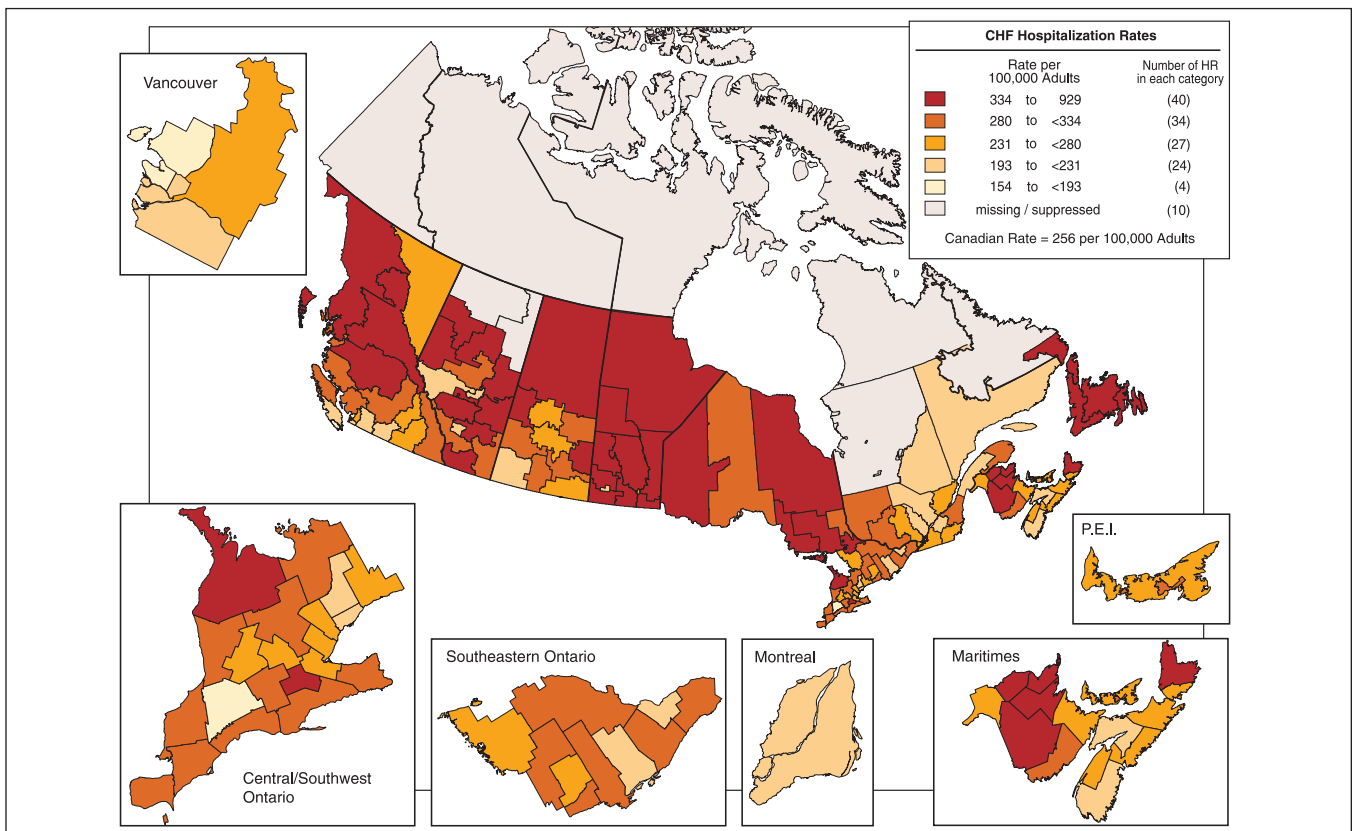 Vancouver
CHF Hospitalization Rates
Rate per
100,000 Adults
Number of HR
in each category
334 to 929 (40)
280 to <334 (34)
231 to <280 (27)
193 to <231 (24)
154 to <193 (4)
missing / suppressed (10)
Canadian Rate = 256 per 100,000 Adults
P.E.I.
Central/Southwest
Ontario
Southeastern Ontario
Montreal
Maritimes